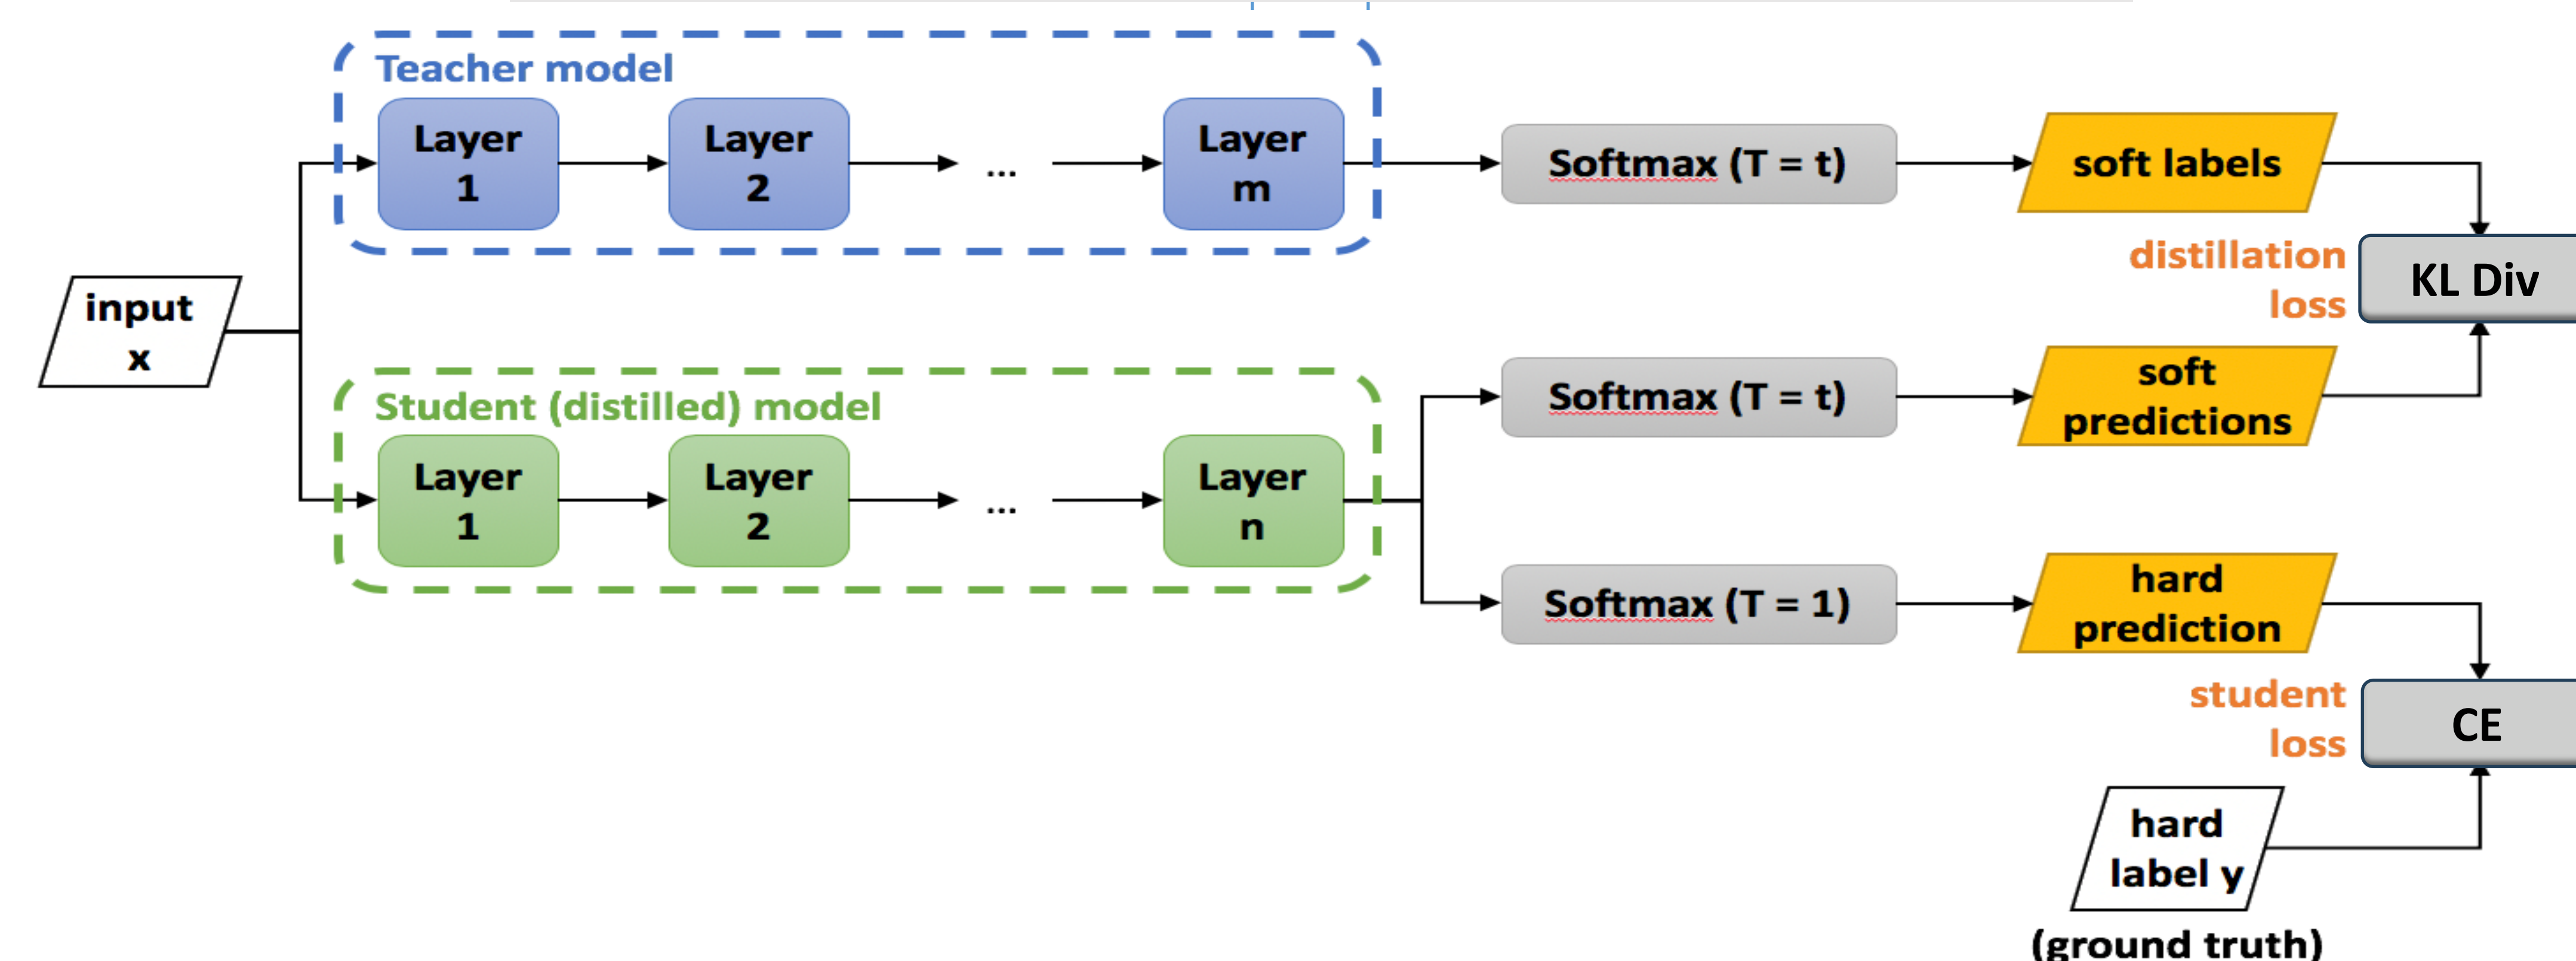 Teacher model
Layer
1
Layer
2
...
Layer
m
Softmax (T = t)
soft labels
distillation
loss
KL Div
input
x
Student (distilled) model
Layer
1
Layer
2
...
Layer
n
Softmax (T = t)
soft
predictions
Softmax (T = 1)
hard
prediction
student
loss
CE
hard
label y
(ground truth)